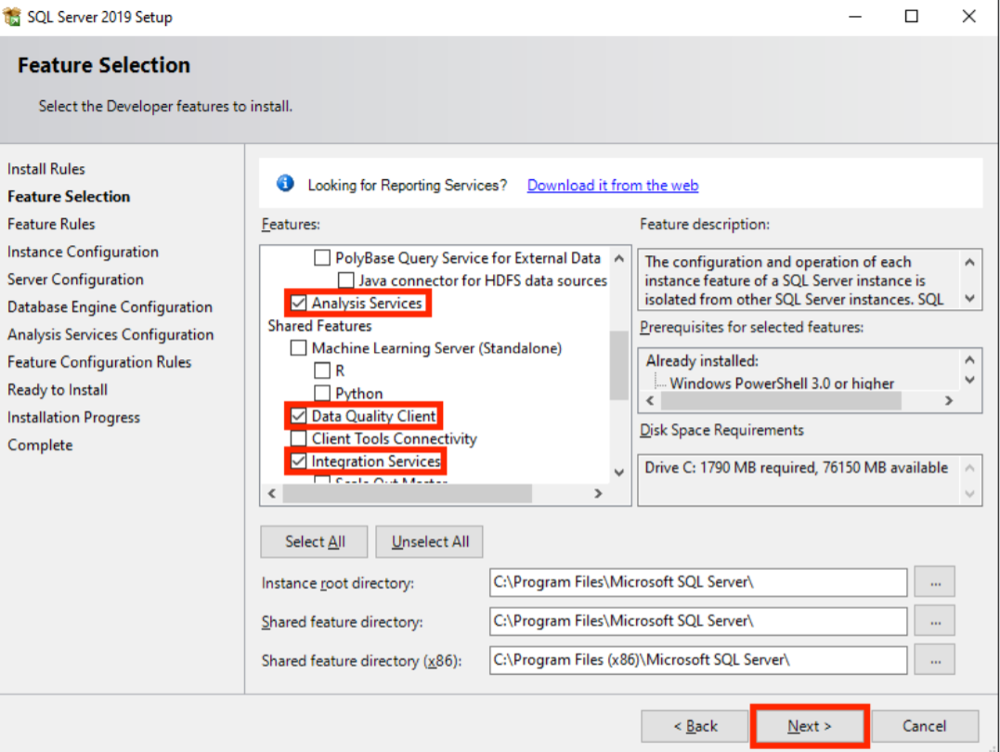 SQL Server 2019 Setup
Feature Selection
Select the Developer features to install.
Install Rules
Feature Selection
Feature Rules
Instance Configuration
Server Configuration
Database Engine Configuration
Analysis Services Configuration
Feature Configuration Rules
Ready to Install
Installation Progress
Complete
Looking for Reporting Services? Download it from the web
Features:
PolyBase Query Service for External Data
Java connector for HDFS data sources
Analysis Services
Shared Features
Machine Learning Server (Standalone)
R
Python
Data Quality Client
Client Tools Connectivity
Integration Services
Scale Out Master
Feature description:
The configuration and operation of each
instance feature of a SQL Server instance is
isolated from other SQL Server instances. SQL
Prerequisites for selected features:
Already installed:
Windows PowerShell 3.0 or higher
Disk Space Requirements
Drive C: 1790 MB required, 76150 MB available
Select All
Unselect All
Instance root directory:
C:\Program Files\Microsoft SQL Server\
...
Shared feature directory:
C:\Program Files\Microsoft SQL Server\
...
Shared feature directory (x86):
C:\Program Files (x86)\Microsoft SQL Server\
...
< Back
Next >
Cancel